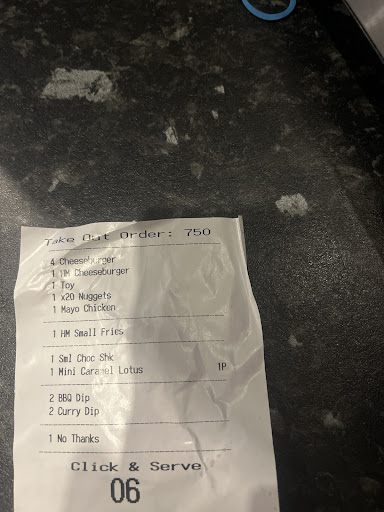 Take Out Order: 750
4 Cheeseburger
1 HM Cheeseburger
1 Toy
1 x20 Nuggets
1 Mayo Chicken
1 HM Small Fries
1 Sml Choc Shk
1 Mini Caramel Lotus 1P
2 BBQ Dip
2 Curry Dip
1 No Thanks
Click & Serve
06